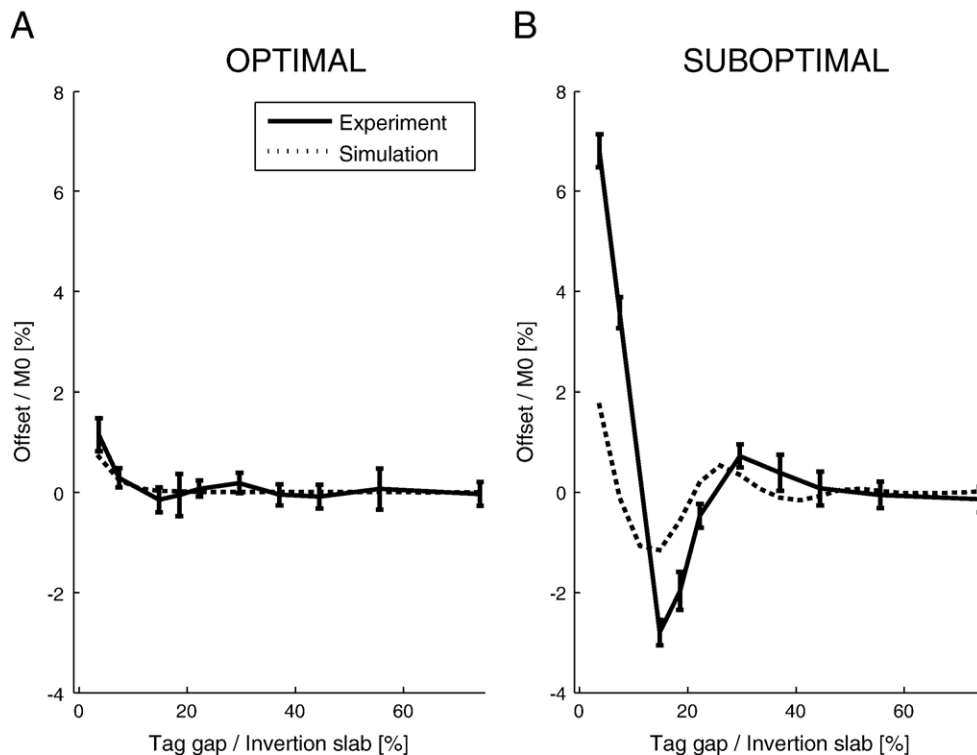 A
OPTIMAL
Experiment
Simulation
8
6
4
2
0
-2
-4
Offset / M0 [%]
0
20
40
60
Tag gap / Invertion slab [%]
B
SUBOPTIMAL
8
6
4
2
0
-2
-4
Offset / M0 [%]
0
20
40
60
Tag gap / Invertion slab [%]